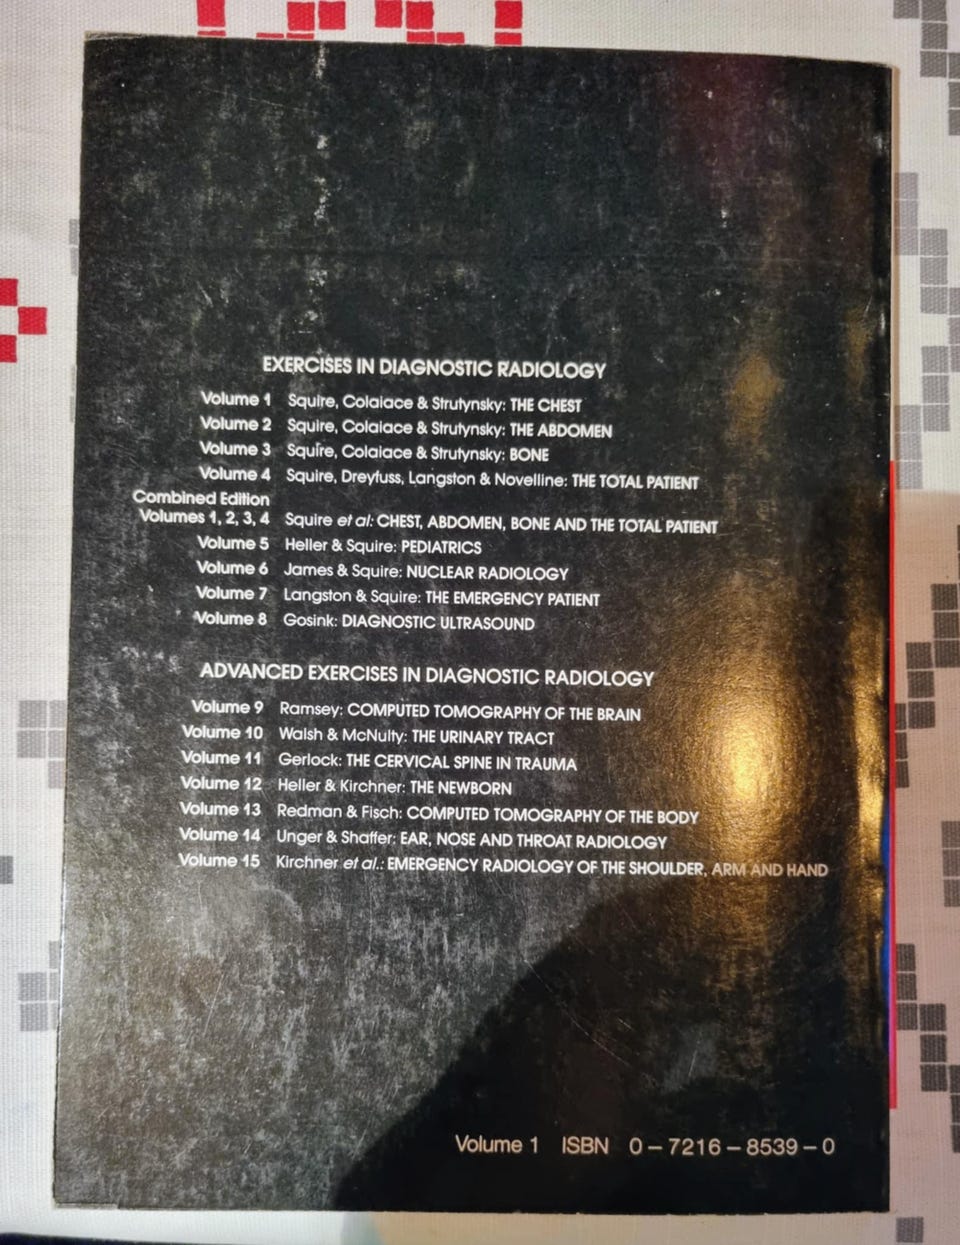 EXERCISES IN DIAGNOSTIC RADIOLOGY
Volume 1 Squire, Colaiace & Strutynsky: THE CHEST
Volume 2 Squire, Colaiace & Strutynsky: THE ABDOMEN
Volume 3 Squire, Colaiace & Strutynsky: BONE
Volume 4 Squire, Dreyfuss, Langston & Novelline: THE TOTAL PATIENT
Combined Edition
Volumes 1, 2, 3, 4 Squire et al: CHEST, ABDOMEN, BONE AND THE TOTAL PATIENT
Volume 5 Heller & Squire: PEDIATRICS
Volume 6 James & Squire: NUCLEAR RADIOLOGY
Volume 7 Langston & Squire: THE EMERGENCY PATIENT
Volume 8 Gosink: DIAGNOSTIC ULTRASOUND
ADVANCED EXERCISES IN DIAGNOSTIC RADIOLOGY
Volume 9 Ramsey: COMPUTED TOMOGRAPHY OF THE BRAIN
Volume 10 Walsh & McNulty: THE URINARY TRACT
Volume 11 Gerlock: THE CERVICAL SPINE IN TRAUMA
Volume 12 Heller & Kirchner: THE NEWBORN
Volume 13 Redman & Fisch: COMPUTED TOMOGRAPHY OF THE BODY
Volume 14 Unger & Shaffer: EAR, NOSE AND THROAT RADIOLOGY
Volume 15 Kirchner et al.: EMERGENCY RADIOLOGY OF THE SHOULDER, ARM AND HAND
Volume 1 ISBN 0-7216-8539-0